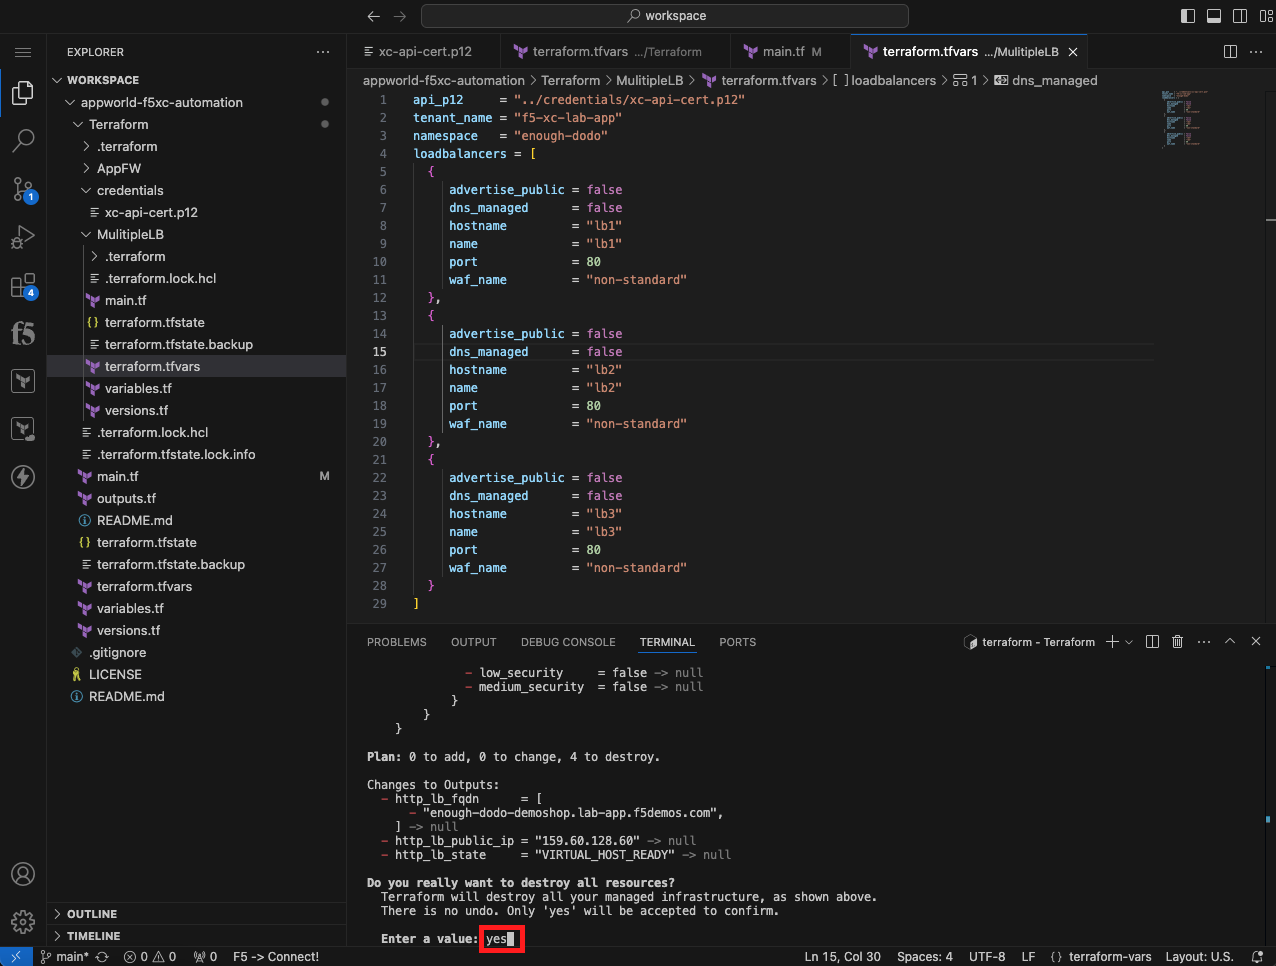 workspace
EXPLORER
WORKSPACE
appworld-f5xc-automation
Terraform
.terraform
AppFW
credentials
xc-api-cert.p12
MulitipleLB
.terraform
.terraform.lock.hcl
main.tf
terraform.tfstate
terraform.tfstate.backup
terraform.tfvars
variables.tf
versions.tf
.terraform.lock.hcl
.terraform.tfstate.lock.info
main.tf M
outputs.tf
README.md
terraform.tfstate
terraform.tfstate.backup
terraform.tfvars
variables.tf
versions.tf
.gitignore
LICENSE
README.md
OUTLINE
TIMELINE
1
4
f5
xc-api-cert.p12 terraform.tfvars .../Terraform main.tf M terraform.tfvars .../MulitipleLB
appworld-f5xc-automation > Terraform > MulitipleLB > terraform.tfvars > [ ] loadbalancers > 1 > dns_managed
1 api_p12 = "../credentials/xc-api-cert.p12"
2 tenant_name = "f5-xc-lab-app"
3 namespace = "enough-dodo"
4 loadbalancers = [
5 {
6 advertise_public = false
7 dns_managed = false
8 hostname = "lb1"
9 name = "lb1"
10 port = 80
11 waf_name = "non-standard"
12 },
13 {
14 advertise_public = false
15 dns_managed = false
16 hostname = "lb2"
17 name = "lb2"
18 port = 80
19 waf_name = "non-standard"
20 },
21 {
22 advertise_public = false
23 dns_managed = false
24 hostname = "lb3"
25 name = "lb3"
26 port = 80
27 waf_name = "non-standard"
28 }
29 ]
PROBLEMS OUTPUT DEBUG CONSOLE TERMINAL PORTS terraform - Terraform
- low_security = false -> null
- medium_security = false -> null
}
}
}
Plan: 0 to add, 0 to change, 4 to destroy.
Changes to Outputs:
- http_lb_fqdn = [
- "enough-dodo-demoshop.lab-app.f5demos.com",
] -> null
- http_lb_public_ip = "159.60.128.60" -> null
- http_lb_state = "VIRTUAL_HOST_READY" -> null
Do you really want to destroy all resources?
Terraform will destroy all your managed infrastructure, as shown above.
There is no undo. Only 'yes' will be accepted to confirm.
Enter a value: yes
main* 0 0 0 F5 -> Connect! Ln 15, Col 30 Spaces: 4 UTF-8 LF { } terraform-vars Layout: U.S.